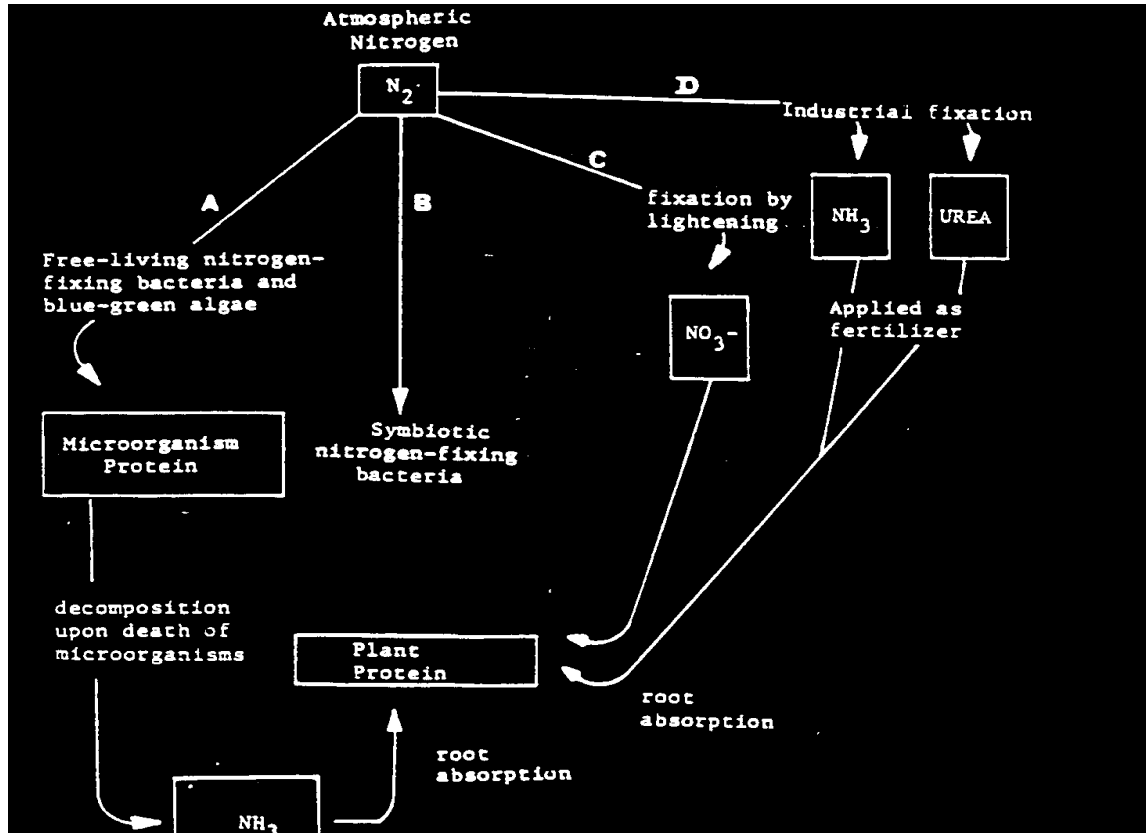 Atmospheric
Nitrogen
N2
D
Industrial fixation
C
A
B
fixation by
lightening
NH3
UREA
Free-living nitrogen-
fixing bacteria and
blue-green algae
NO3-
Applied as
fertilizer
Microorganism
Protein
Symbiotic
nitrogen-fixing
bacteria
decomposition
upon death of
microorganisms
Plant
Protein
root
absorption
root
absorption
NH3